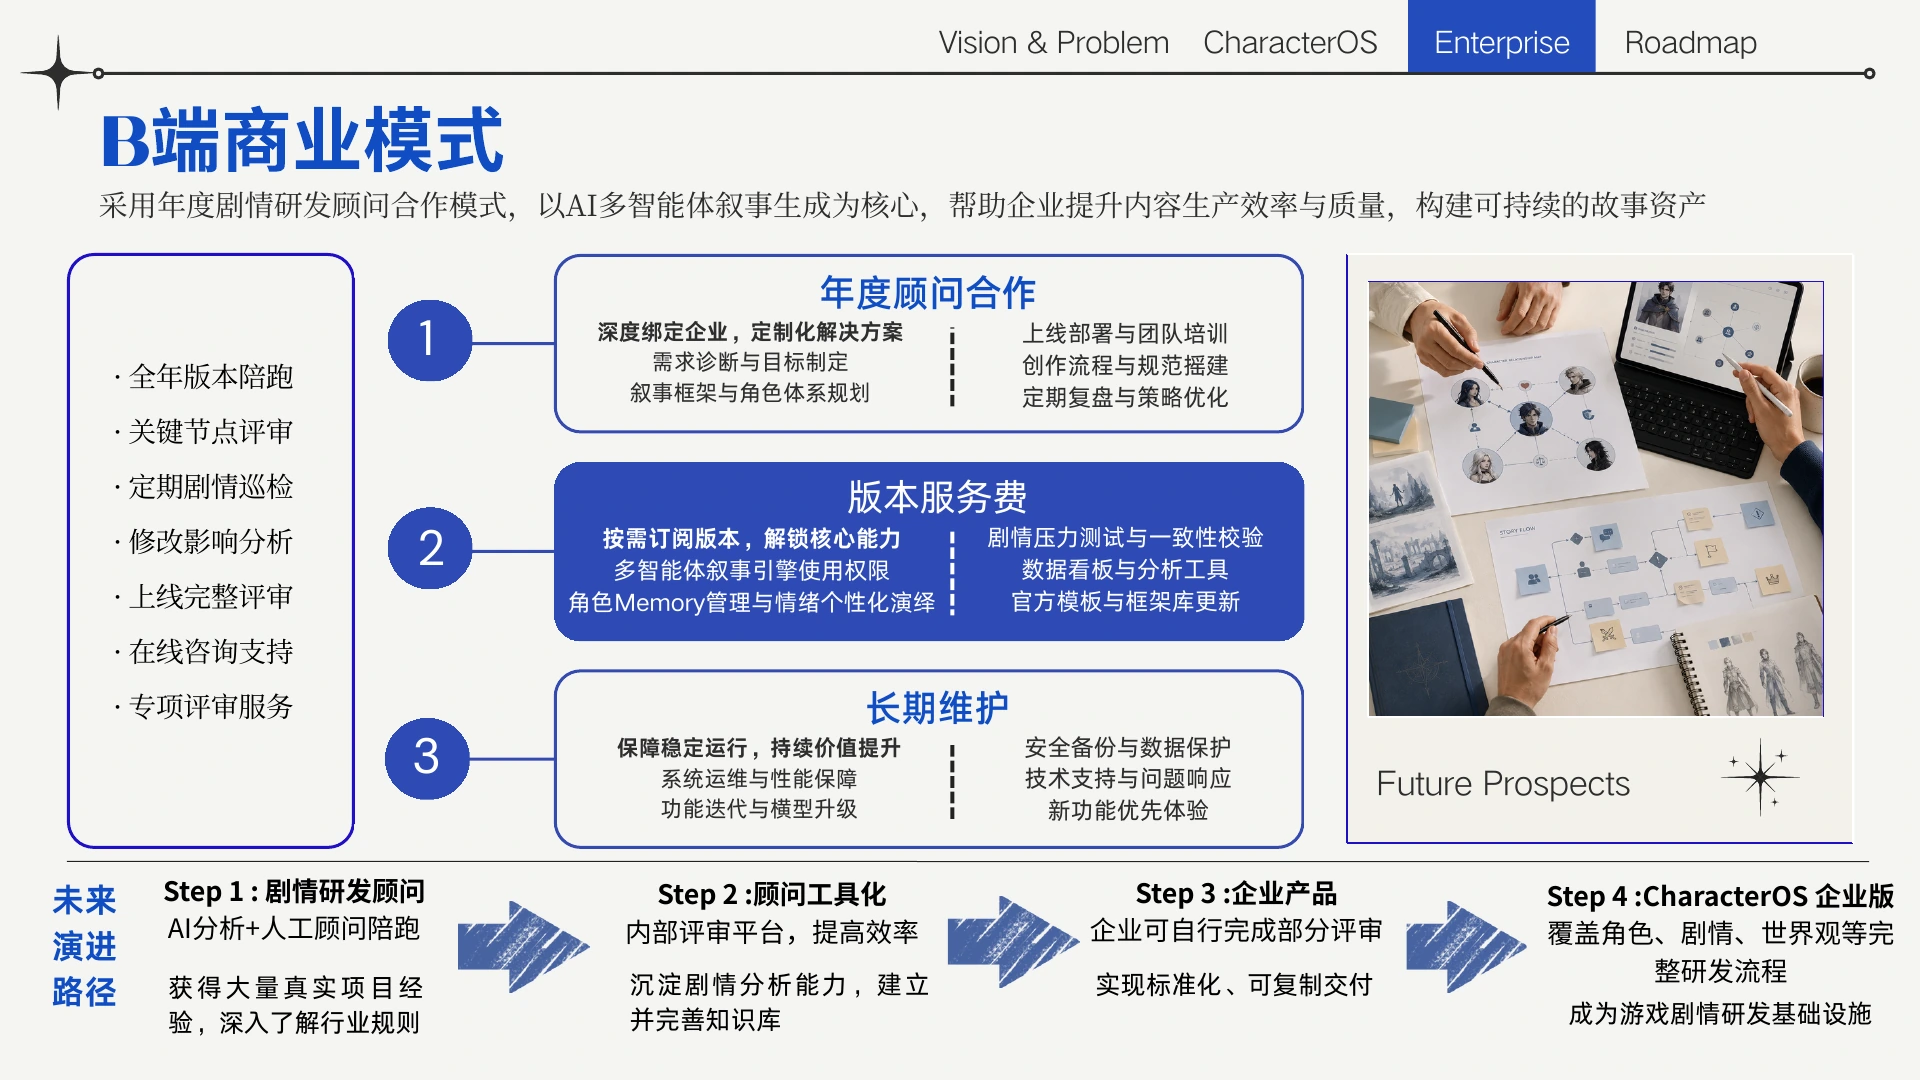 Vision & Problem CharacterOS Enterprise Roadmap
B端商业模式
采用年度剧情研发顾问合作模式，以AI多智能体叙事生成为核心，帮助企业提升内容生产效率与质量，构建可持续的故事资产
· 全年版本陪跑
· 关键节点评审
· 定期剧情巡检
· 修改影响分析
· 上线完整评审
· 在线咨询支持
· 专项评审服务
1
年度顾问合作
深度绑定企业，定制化解决方案
需求诊断与目标制定
叙事框架与角色体系规划
上线部署与团队培训
创作流程与规范摇建
定期复盘与策略优化
2
版本服务费
按需订阅版本，解锁核心能力
多智能体叙事引擎使用权限
角色Memory管理与情绪个性化演绎
剧情压力测试与一致性校验
数据看板与分析工具
官方模板与框架库更新
3
长期维护
保障稳定运行，持续价值提升
系统运维与性能保障
功能迭代与横型升级
安全备份与数据保护
技术支持与问题响应
新功能优先体验
STORY FLOW
Future Prospects
未来
演进
路径
Step 1 : 剧情研发顾问
AI分析+人工顾问陪跑
获得大量真实项目经
验，深入了解行业规则
Step 2 :顾问工具化
内部评审平台，提高效率
沉淀剧情分析能力，建立
并完善知识库
Step 3 :企业产品
企业可自行完成部分评审
实现标准化、可复制交付
Step 4 :CharacterOS 企业版
覆盖角色、剧情、世界观等完
整研发流程
成为游戏剧情研发基础设施